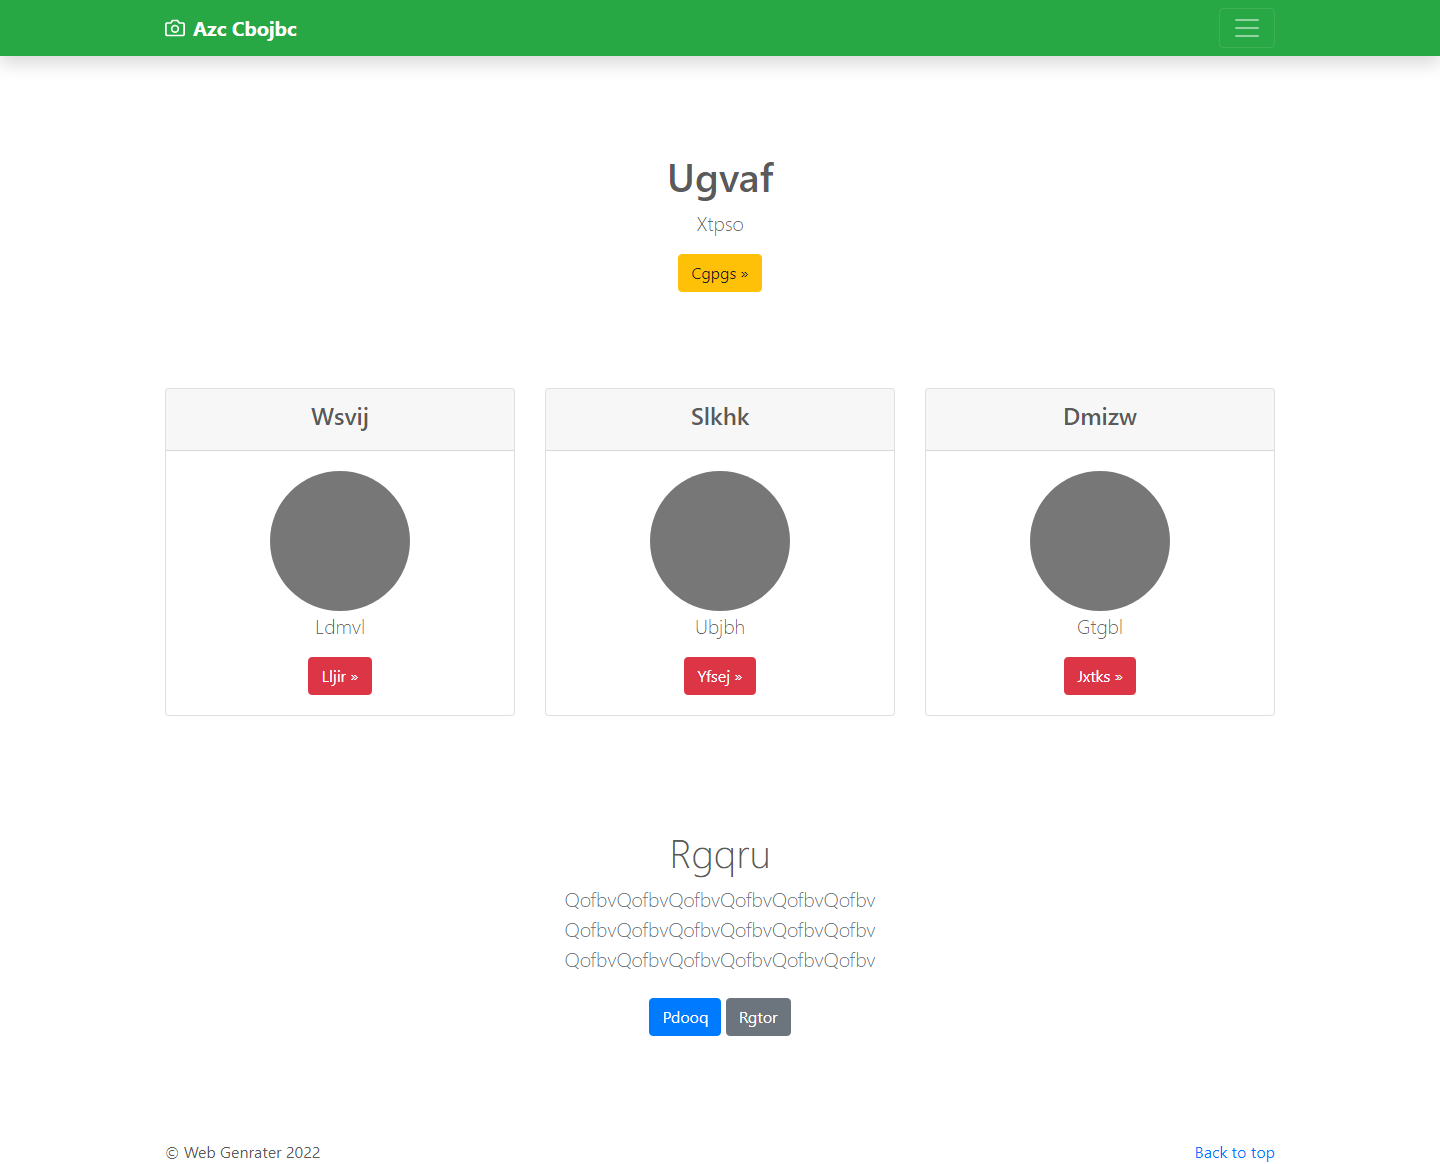 Azc Cbojbc
Ugvaf
Xtpso
Cgpgs »
Wsvij
Slkhk
Dmizw
Ldmvl
Ubjbh
Gtgbl
Lljir »
Yfsej »
Jxtks »
Rgqru
QofbvQofbvQofbvQofbvQofbvQofbv
QofbvQofbvQofbvQofbvQofbvQofbv
QofbvQofbvQofbvQofbvQofbvQofbv
Pdooq Rgtor
© Web Genrater 2022
Back to top